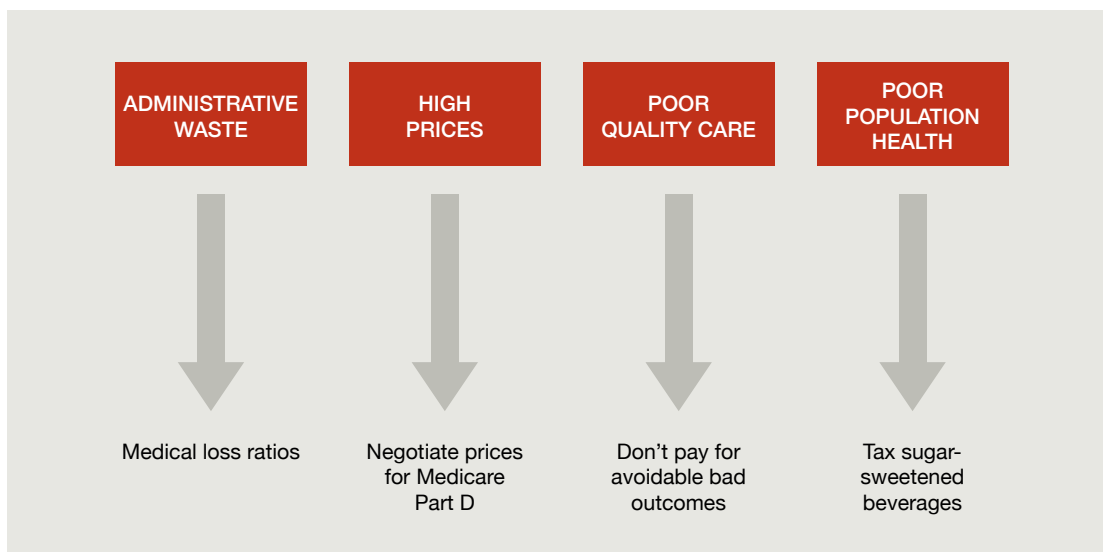 ADMINISTRATIVE
WASTE
HIGH
PRICES
POOR
QUALITY CARE
POOR
POPULATION
HEALTH
Medical loss ratios
Negotiate prices
for Medicare
Part D
Don’t pay for
avoidable bad
outcomes
Tax sugar-
sweetened
beverages